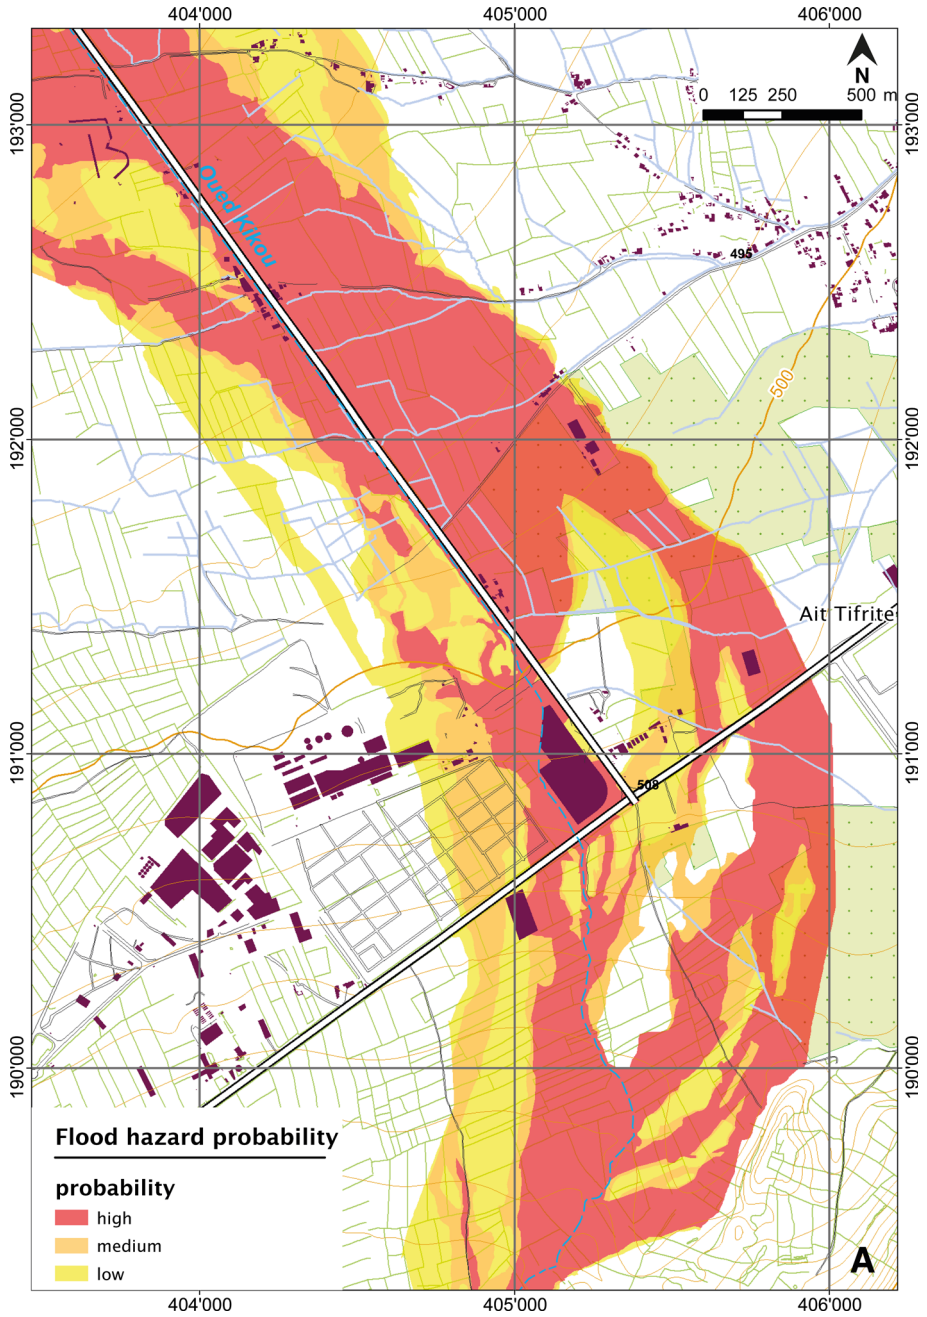 404'000 405'000 406'000
N
0 125 250 500 m
193'000 193'000
Oued Kikou
495
500
192'000 192'000
Ait Tifrite
191'000 191'000
508
190'000 190'000
Flood hazard probability
probability
high
medium
low
A
404'000 405'000 406'000